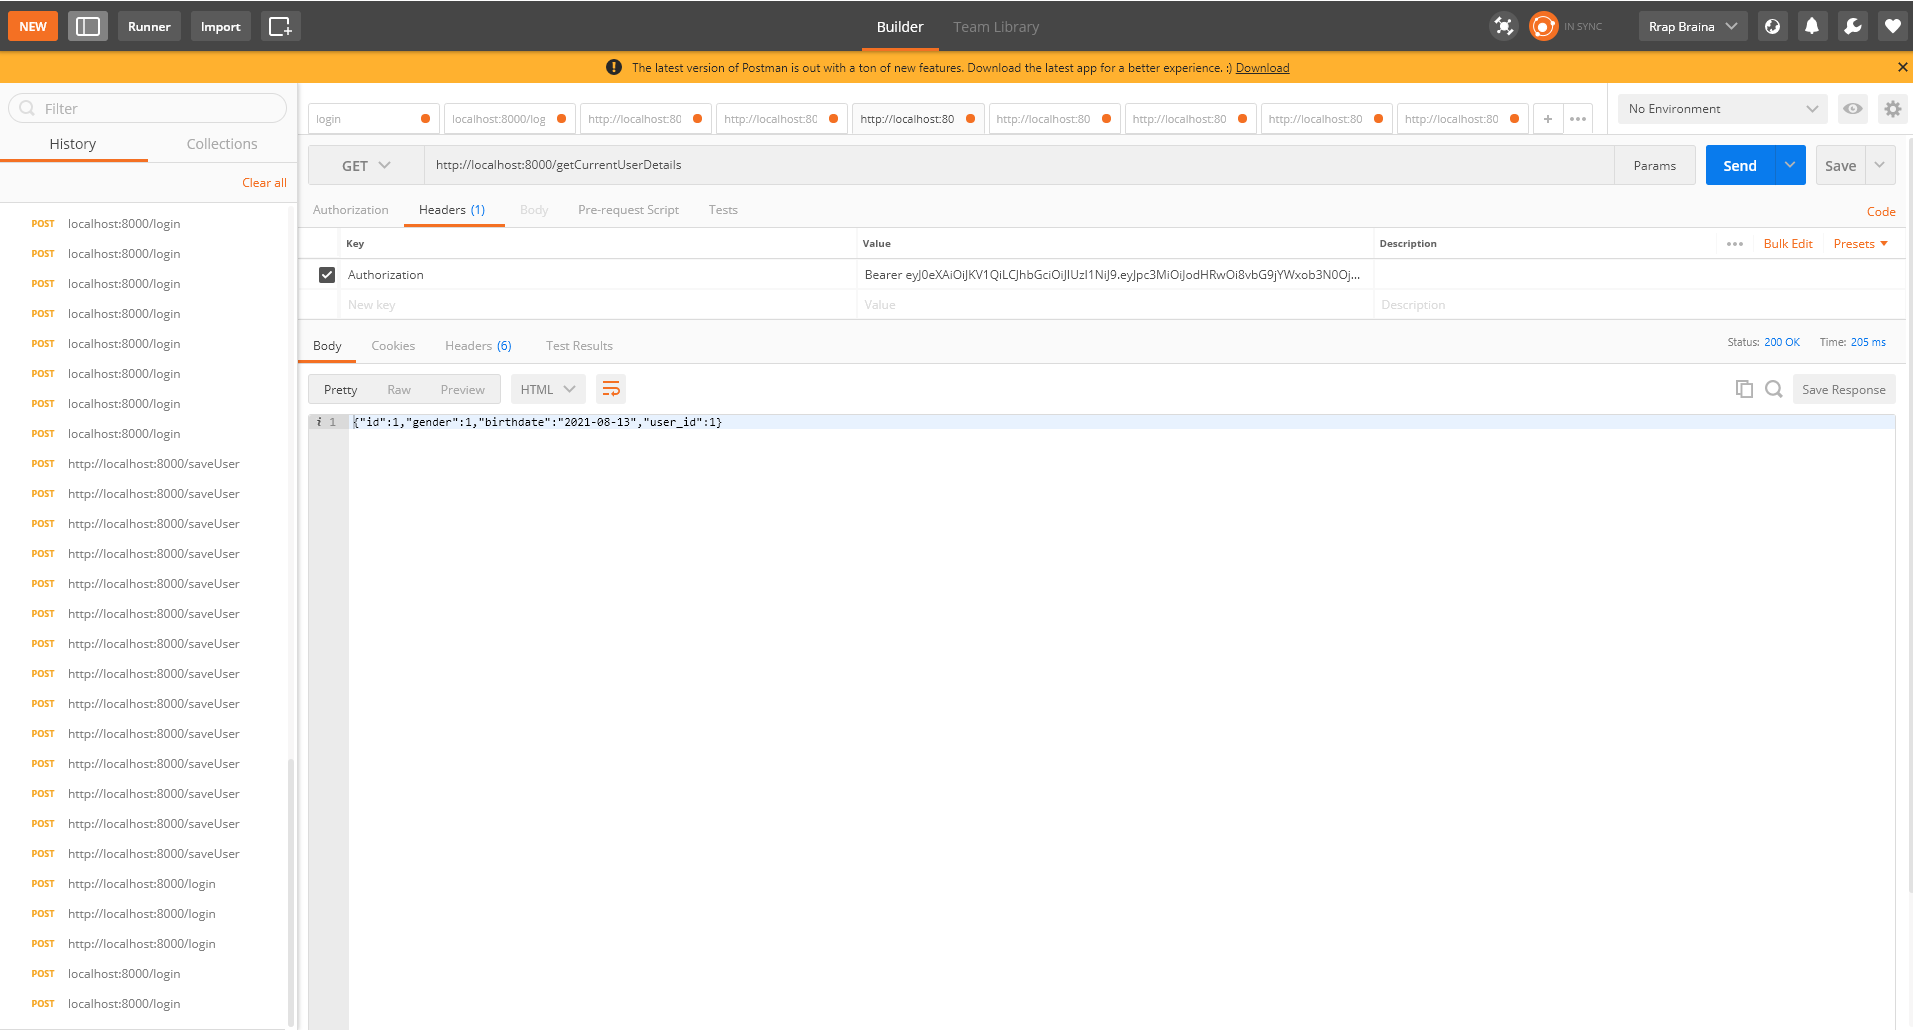 NEW Runner Import Builder Team Library IN SYNC Rrap Braina
The latest version of Postman is out with a ton of new features. Download the latest app for a better experience. :) Download
Filter
History Collections
Clear all
POST localhost:8000/login
POST localhost:8000/login
POST localhost:8000/login
POST localhost:8000/login
POST localhost:8000/login
POST localhost:8000/login
POST localhost:8000/login
POST localhost:8000/login
POST http://localhost:8000/saveUser
POST http://localhost:8000/saveUser
POST http://localhost:8000/saveUser
POST http://localhost:8000/saveUser
POST http://localhost:8000/saveUser
POST http://localhost:8000/saveUser
POST http://localhost:8000/saveUser
POST http://localhost:8000/saveUser
POST http://localhost:8000/saveUser
POST http://localhost:8000/saveUser
POST http://localhost:8000/saveUser
POST http://localhost:8000/saveUser
POST http://localhost:8000/saveUser
POST http://localhost:8000/saveUser
POST http://localhost:8000/login
POST http://localhost:8000/login
POST http://localhost:8000/login
POST localhost:8000/login
POST localhost:8000/login
login localhost:8000/log http://localhost:80 http://localhost:80 http://localhost:80 http://localhost:80 http://localhost:80 http://localhost:80 http://localhost:80 + ••• No Environment
GET http://localhost:8000/getCurrentUserDetails Params Send Save
Authorization Headers (1) Body Pre-request Script Tests Code
Key Value Description ••• Bulk Edit Presets
Authorization Bearer eyJ0eXAiOiJKV1QiLCJhbGciOiJIUzI1NiJ9.eyJpc3MiOiJodHRwOi8vbG9jYWxob3N0Oj...
New key Value Description
Body Cookies Headers (6) Test Results Status: 200 OK Time: 205 ms
Pretty Raw Preview HTML Save Response
i 1 {"id":1,"gender":1,"birthdate":"2021-08-13","user_id":1}